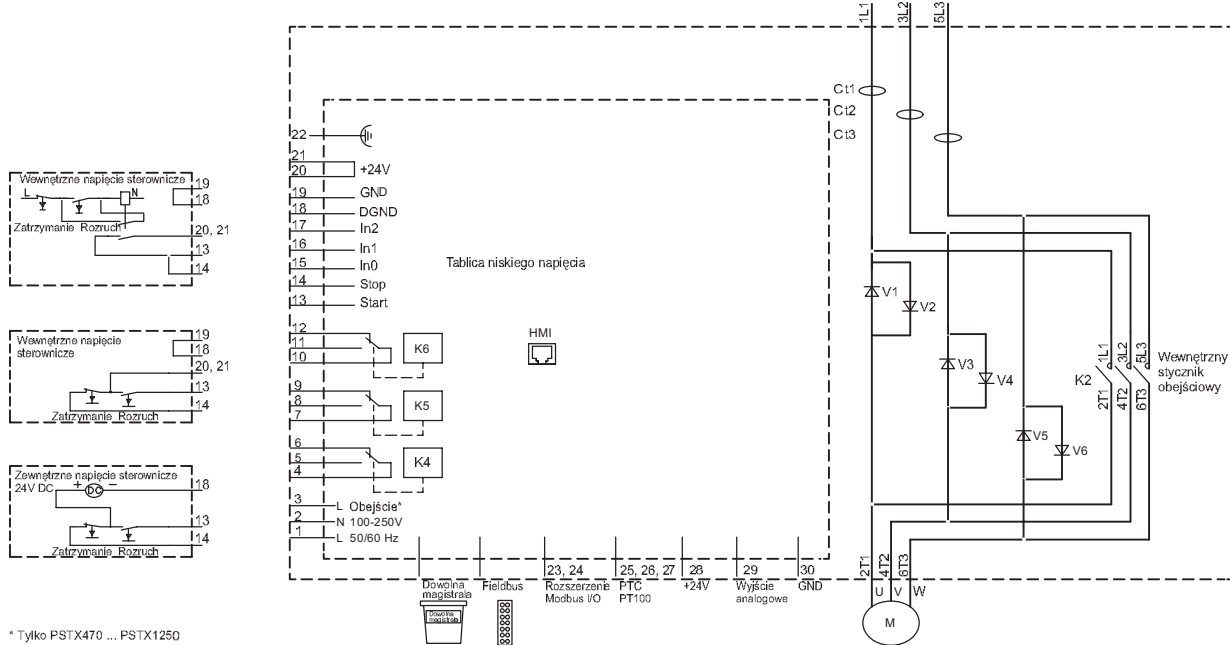 1L1
3L2
5L3
Ct1
Ct2
Ct3
22
21
20
+24V
19
GND
18
DGND
17
In2
16
In1
15
In0
14
Stop
13
Start
12
11
10
K6
9
8
7
K5
6
5
4
K4
3
L Obejście*
2
N 100-250V
1
L 50/60 Hz
Tablica niskiego napięcia
HMI
Wewnętrzne napięcie sterownicze
L
N
19
18
Zatrzymanie Rozruch
20, 21
13
14
Wewnętrzne napięcie
sterownicze
19
18
20, 21
13
14
Zatrzymanie Rozruch
Zewnętrzne napięcie sterownicze
24V DC
+
DC
−
18
13
14
Zatrzymanie Rozruch
V1
V2
V3
V4
V5
V6
K2
1L1
3L2
5L3
2T1
4T2
6T3
Wewnętrzny
stycznik
obejściowy
23, 24
25, 26, 27
28
29
30
Dowolna
magistrala
Fieldbus
Rozszerzenie
Modbus I/O
PTC
PT100
+24V
Wyjście
analogowe
GND
Dowolna
magistrala
2T1
4T2
6T3
U
V
W
M
* Tylko PSTX470 ... PSTX1250